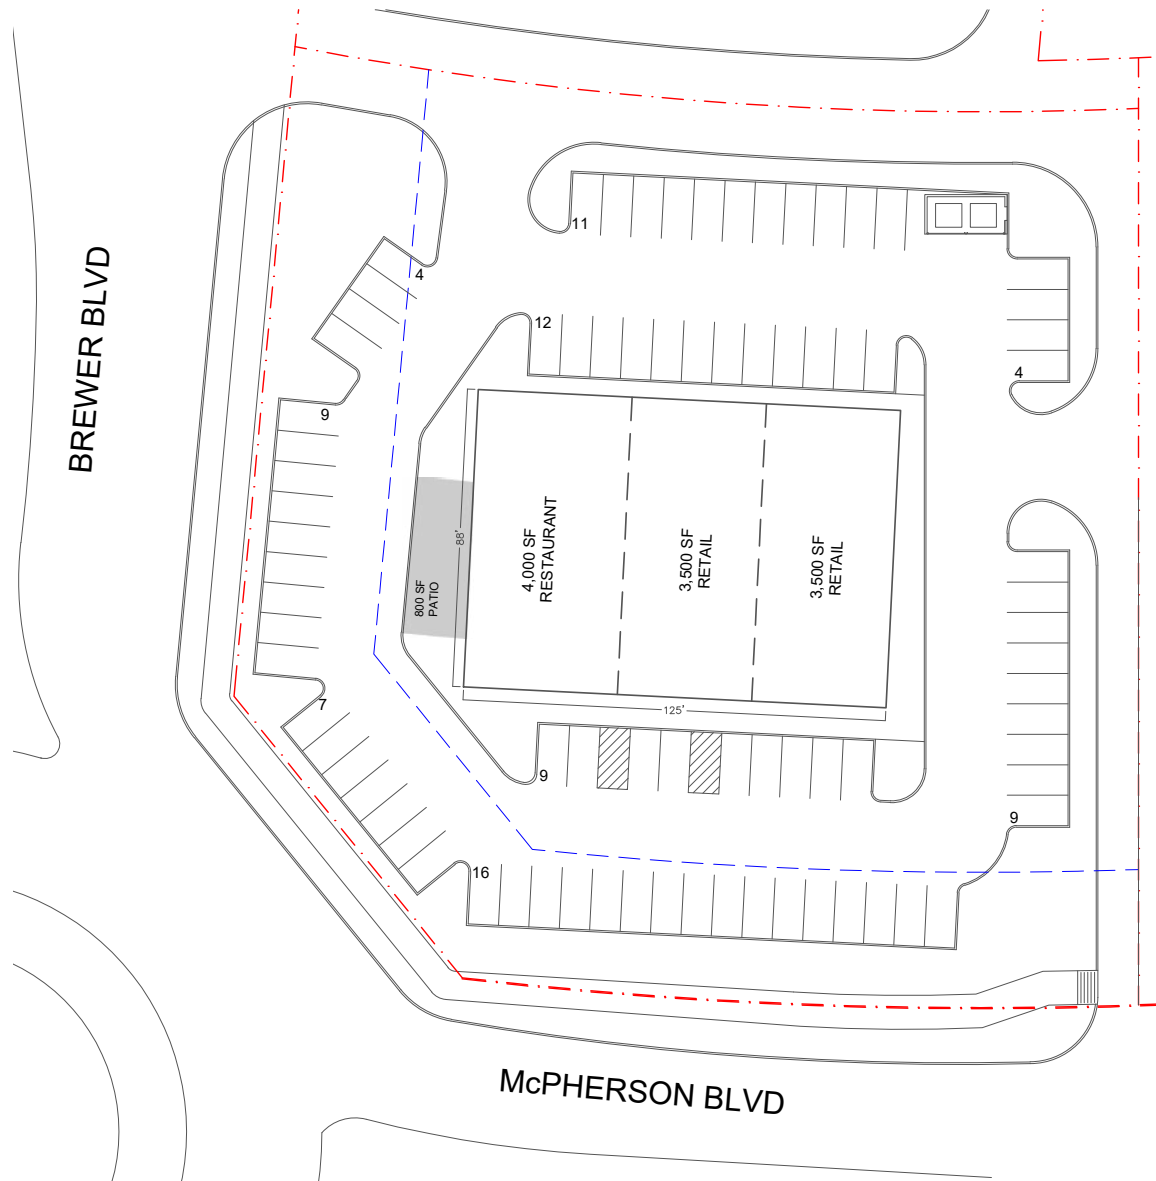 11
4
BREWER BLVD
12
4
9
4,000 SF
RESTAURANT
3,500 SF
RETAIL
3,500 SF
RETAIL
88'
800 SF
PATIO
7
125'
9
9
16
McPHERSON BLVD